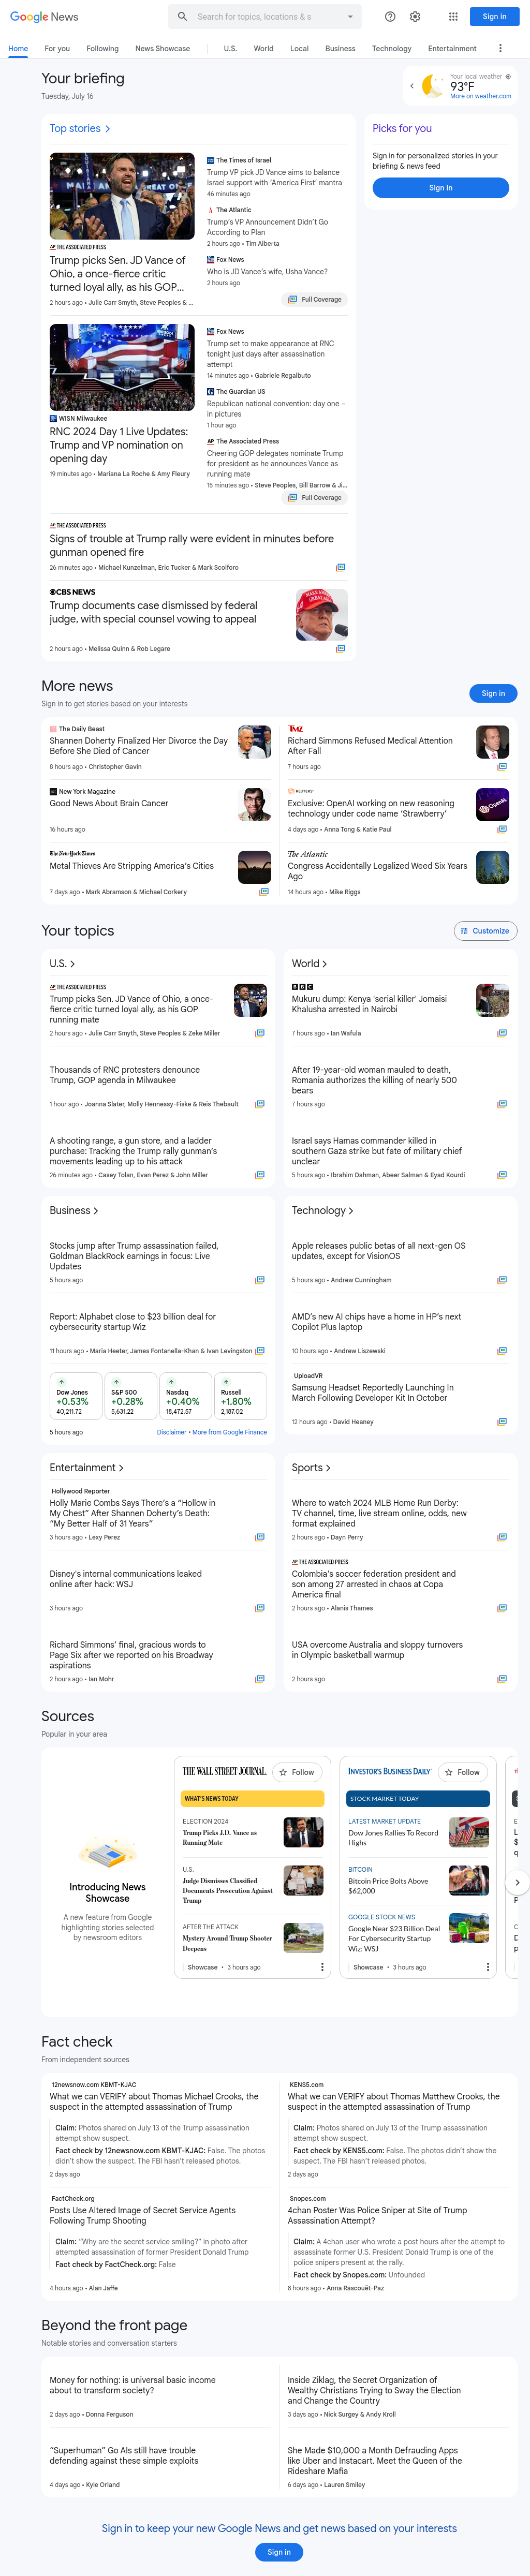 Google News
Search for topics, locations & s
Sign in
Home
For you
Following
News Showcase
U.S.
World
Local
Business
Technology
Entertainment
Your briefing
Tuesday, July 16
Your local weather
93°F
More on weather.com
Top stories
THE ASSOCIATED PRESS
Trump picks Sen. JD Vance of
Ohio, a once-fierce critic
turned loyal ally, as his GOP...
2 hours ago • Julie Carr Smyth, Steve Peoples & ...
The Times of Israel
Trump VP pick JD Vance aims to balance
Israel support with 'America First' mantra
46 minutes ago
The Atlantic
Trump's VP Announcement Didn't Go
According to Plan
2 hours ago • Tim Alberta
Fox News
Who is JD Vance's wife, Usha Vance?
2 hours ago
Full Coverage
WISN Milwaukee
RNC 2024 Day 1 Live Updates:
Trump and VP nomination on
opening day
19 minutes ago • Mariana La Roche & Amy Fleury
Fox News
Trump set to make appearance at RNC
tonight just days after assassination
attempt
14 minutes ago • Gabriele Regalbuto
The Guardian US
Republican national convention: day one –
in pictures
1 hour ago
The Associated Press
Cheering GOP delegates nominate Trump
for president as he announces Vance as
running mate
15 minutes ago • Steve Peoples, Bill Barrow & Ji...
Full Coverage
THE ASSOCIATED PRESS
Signs of trouble at Trump rally were evident in minutes before
gunman opened fire
26 minutes ago • Michael Kunzelman, Eric Tucker & Mark Scolforo
CBS NEWS
Trump documents case dismissed by federal
judge, with special counsel vowing to appeal
2 hours ago • Melissa Quinn & Rob Legare
Picks for you
Sign in for personalized stories in your
briefing & news feed
Sign in
More news
Sign in to get stories based on your interests
Sign in
The Daily Beast
Shannen Doherty Finalized Her Divorce the Day
Before She Died of Cancer
8 hours ago • Christopher Gavin
TMZ
Richard Simmons Refused Medical Attention
After Fall
7 hours ago
New York Magazine
Good News About Brain Cancer
16 hours ago
REUTERS
Exclusive: OpenAI working on new reasoning
technology under code name 'Strawberry'
4 days ago • Anna Tong & Katie Paul
OpenAI
The New York Times
Metal Thieves Are Stripping America's Cities
7 days ago • Mark Abramson & Michael Corkery
The Atlantic
Congress Accidentally Legalized Weed Six Years
Ago
14 hours ago • Mike Riggs
Your topics
Customize
U.S.
THE ASSOCIATED PRESS
Trump picks Sen. JD Vance of Ohio, a once-
fierce critic turned loyal ally, as his GOP
running mate
2 hours ago • Julie Carr Smyth, Steve Peoples & Zeke Miller
Thousands of RNC protesters denounce
Trump, GOP agenda in Milwaukee
1 hour ago • Joanna Slater, Molly Hennessy-Fiske & Reis Thebault
A shooting range, a gun store, and a ladder
purchase: Tracking the Trump rally gunman's
movements leading up to his attack
26 minutes ago • Casey Tolan, Evan Perez & John Miller
World
BBC
Mukuru dump: Kenya 'serial killer' Jomaisi
Khalusha arrested in Nairobi
7 hours ago • Ian Wafula
After 19-year-old woman mauled to death,
Romania authorizes the killing of nearly 500
bears
7 hours ago
Israel says Hamas commander killed in
southern Gaza strike but fate of military chief
unclear
5 hours ago • Ibrahim Dahman, Abeer Salman & Eyad Kourdi
Business
Stocks jump after Trump assassination failed,
Goldman BlackRock earnings in focus: Live
Updates
5 hours ago
Report: Alphabet close to $23 billion deal for
cybersecurity startup Wiz
11 hours ago • Maria Heeter, James Fontanella-Khan & Ivan Levingston
Dow Jones
+0.53%
40,211.72
S&P 500
+0.28%
5,631.22
Nasdaq
+0.40%
18,472.57
Russell
+1.80%
2,187.02
5 hours ago
Disclaimer • More from Google Finance
Technology
Apple releases public betas of all next-gen OS
updates, except for VisionOS
5 hours ago • Andrew Cunningham
AMD's new AI chips have a home in HP's next
Copilot Plus laptop
10 hours ago • Andrew Liszewski
UploadVR
Samsung Headset Reportedly Launching In
March Following Developer Kit In October
12 hours ago • David Heaney
Entertainment
Hollywood Reporter
Holly Marie Combs Says There's a "Hollow in
My Chest" After Shannen Doherty's Death:
"My Better Half of 31 Years"
3 hours ago • Lexy Perez
Disney's internal communications leaked
online after hack: WSJ
3 hours ago
Richard Simmons' final, gracious words to
Page Six after we reported on his Broadway
aspirations
2 hours ago • Ian Mohr
Sports
Where to watch 2024 MLB Home Run Derby:
TV channel, time, live stream online, odds, new
format explained
2 hours ago • Dayn Perry
THE ASSOCIATED PRESS
Colombia's soccer federation president and
son among 27 arrested in chaos at Copa
America final
2 hours ago • Alanis Thames
USA overcome Australia and sloppy turnovers
in Olympic basketball warmup
2 hours ago
Sources
Popular in your area
Introducing News
Showcase
A new feature from Google
highlighting stories selected
by newsroom editors
THE WALL STREET JOURNAL.
Follow
WHAT'S NEWS TODAY
ELECTION 2024
Trump Picks J.D. Vance as
Running Mate
U.S.
Judge Dismisses Classified
Documents Prosecution Against
Trump
AFTER THE ATTACK
Mystery Around Trump Shooter
Deepens
Showcase • 3 hours ago
INVESTOR'S BUSINESS DAILY
Follow
STOCK MARKET TODAY
LATEST MARKET UPDATE
Dow Jones Rallies To Record
Highs
BITCOIN
Bitcoin Price Bolts Above
$62,000
GOOGLE STOCK NEWS
Google Near $23 Billion Deal
For Cybersecurity Startup
Wiz: WSJ
Showcase • 3 hours ago
Fact check
From independent sources
12newsnow.com KBMT-KJAC
What we can VERIFY about Thomas Michael Crooks, the
suspect in the attempted assassination of Trump
Claim: Photos shared on July 13 of the Trump assassination
attempt show suspect.
Fact check by 12newsnow.com KBMT-KJAC: False. The photos
didn't show the suspect. The FBI hasn't released photos.
2 days ago
KENS5.com
What we can VERIFY about Thomas Matthew Crooks, the
suspect in the attempted assassination of Trump
Claim: Photos shared on July 13 of the Trump assassination
attempt show suspect.
Fact check by KENS5.com: False. The photos didn't show the
suspect. The FBI hasn't released photos.
2 days ago
FactCheck.org
Posts Use Altered Image of Secret Service Agents
Following Trump Shooting
Claim: "Why are the secret service smiling?" in photo after
attempted assassination of former President Donald Trump
Fact check by FactCheck.org: False
4 hours ago • Alan Jaffe
Snopes.com
4chan Poster Was Police Sniper at Site of Trump
Assassination Attempt?
Claim: A 4chan user who wrote a post hours after the attempt to
assassinate former U.S. President Donald Trump is one of the
police snipers present at the rally.
Fact check by Snopes.com: Unfounded
8 hours ago • Anna Rascouët-Paz
Beyond the front page
Notable stories and conversation starters
Money for nothing: is universal basic income
about to transform society?
2 days ago • Donna Ferguson
Inside Ziklag, the Secret Organization of
Wealthy Christians Trying to Sway the Election
and Change the Country
3 days ago • Nick Surgey & Andy Kroll
"Superhuman" Go AIs still have trouble
defending against these simple exploits
4 days ago • Kyle Orland
She Made $10,000 a Month Defrauding Apps
like Uber and Instacart. Meet the Queen of the
Rideshare Mafia
6 days ago • Lauren Smiley
Sign in to keep your new Google News and get news based on your interests
Sign in